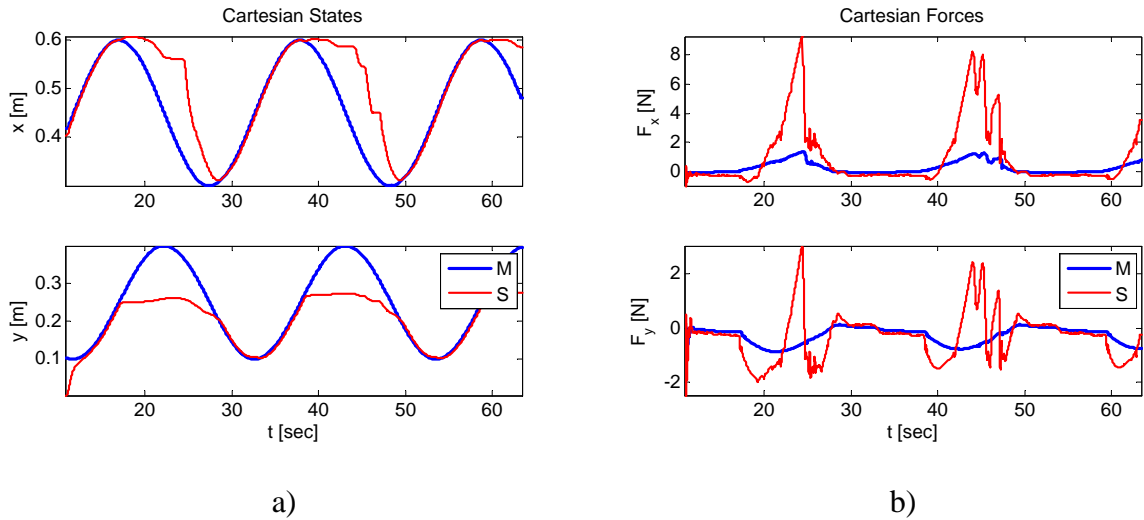 Cartesian States
0.6
0.4
x [m]
20 30 40 50 60
0.3
0.2
0.1
y [m]
M
S
20 30 40 50 60
t [sec]
a)
Cartesian Forces
8
6
4
2
0
F_x [N]
20 30 40 50 60
2
0
-2
F_y [N]
M
S
20 30 40 50 60
t [sec]
b)